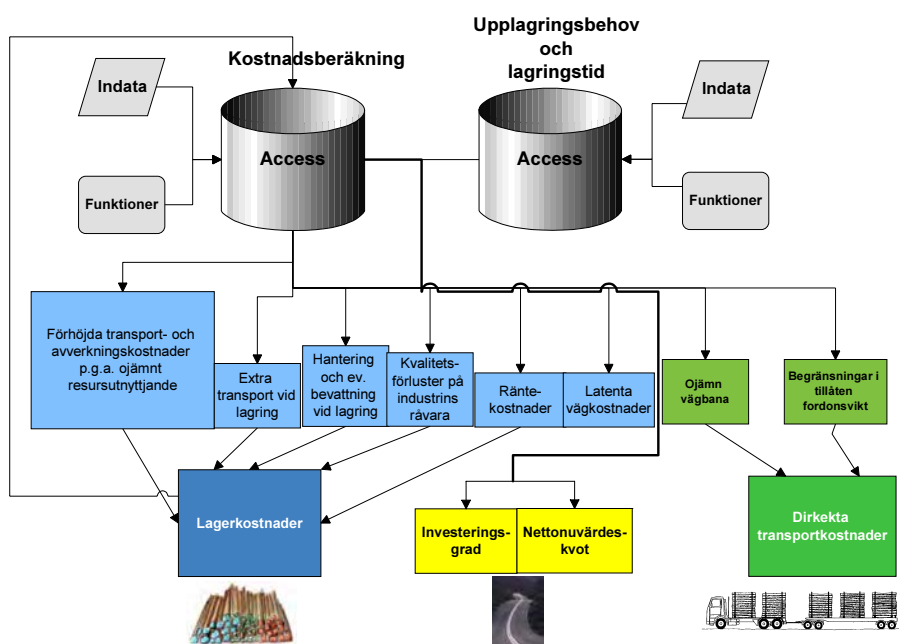 Upplagringsbehov
och
lagringstid
Kostnadsberäkning
Indata
Access
Funktioner
Access
Indata
Funktioner
Förhöjda transport- och
avverkningskostnader
p.g.a. ojämnt
resursutnyttjande
Extra
transport vid
lagring
Hantering
och ev.
bevattning
vid lagring
Kvalitets-
förluster på
industrins
råvara
Ränte-
kostnader
Latenta
vägkostnader
Ojämn
vägbana
Begränsningar i
tillåten
fordonsvikt
Lagerkostnader
Investerings-
grad
Nettonuvärdes-
kvot
Dirkekta
transportkostnader